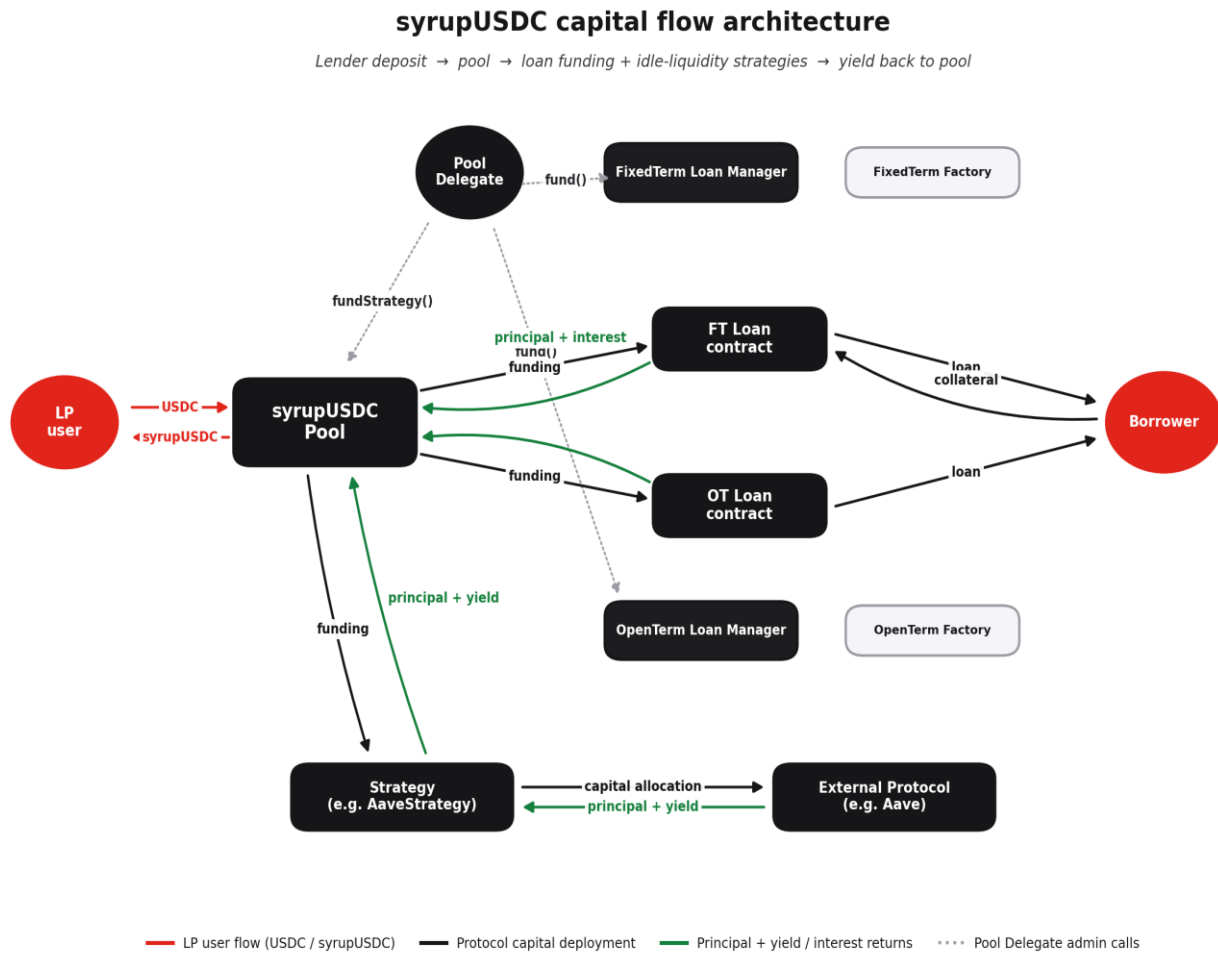 syrupUSDC capital flow architecture
Lender deposit → pool → loan funding + idle-liquidity strategies → yield back to pool
Pool
Delegate
fund()
FixedTerm Loan Manager
FixedTerm Factory
fundStrategy()
principal + interest
fund()
funding
FT Loan
contract
loan
collateral
LP
user
USDC
syrupUSDC
syrupUSDC
Pool
Borrower
funding
OT Loan
contract
loan
principal + yield
funding
OpenTerm Loan Manager
OpenTerm Factory
Strategy
(e.g. AaveStrategy)
capital allocation
principal + yield
External Protocol
(e.g. Aave)
LP user flow (USDC / syrupUSDC)
Protocol capital deployment
Principal + yield / interest returns
Pool Delegate admin calls